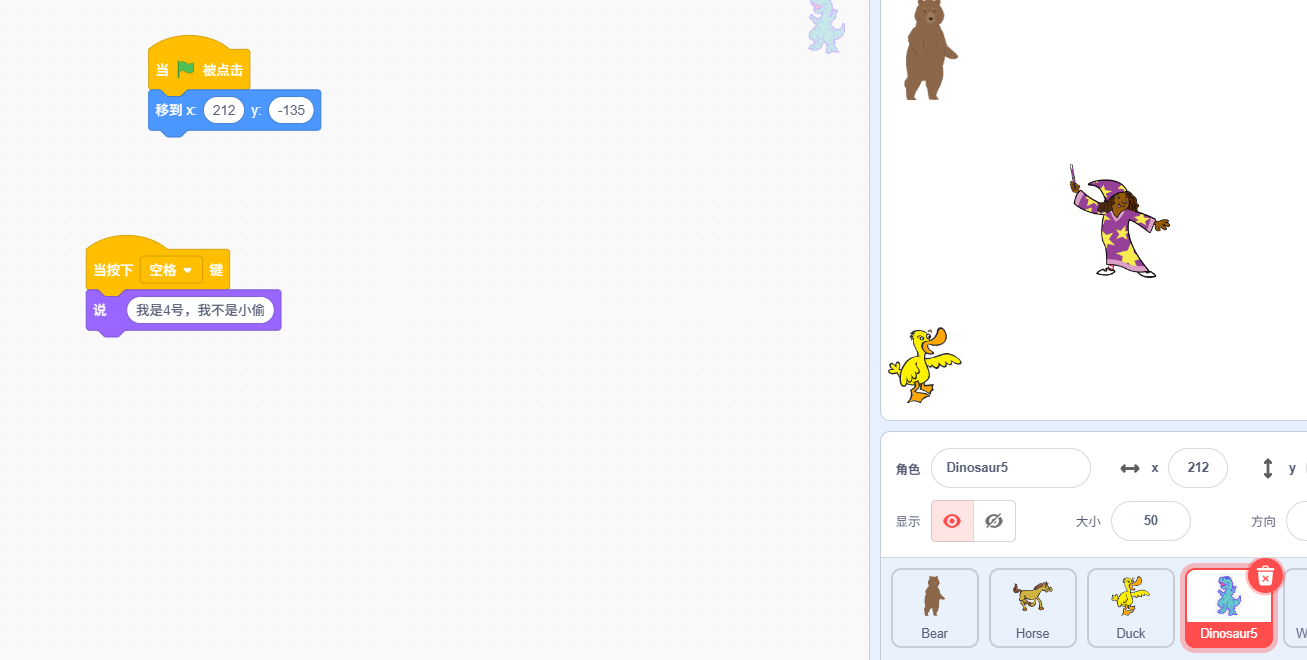 当 被点击
移到 x: 212 y: -135
当按下 空格 键
说 我是4号，我不是小偷
角色 Dinosaur5 x 212 y
显示 大小 50 方向
Bear Horse Duck Dinosaur5 W